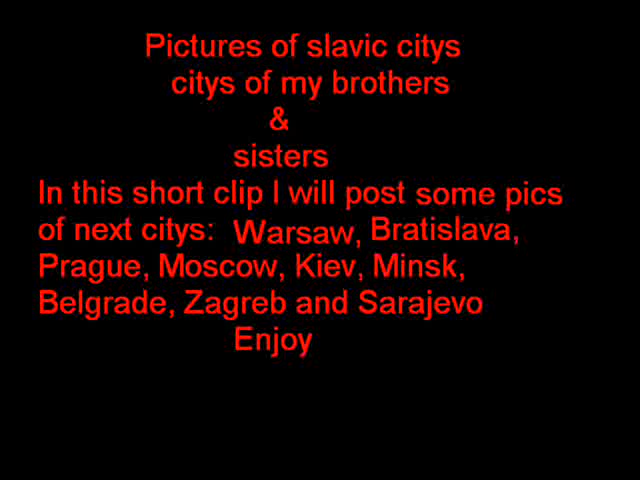 Pictures of slavic citys
citys of my brothers
&
sisters
In this short clip I will post some pics
of next citys: Warsaw, Bratislava,
Prague, Moscow, Kiev, Minsk,
Belgrade, Zagreb and Sarajevo
Enjoy